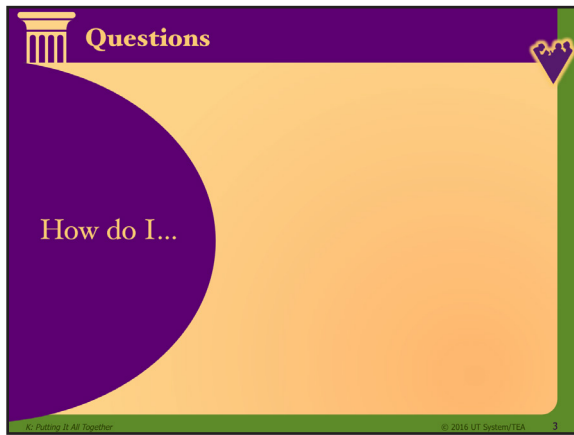 Questions
How do I...
K: Putting It All Together
© 2016 UT System/TEA
3